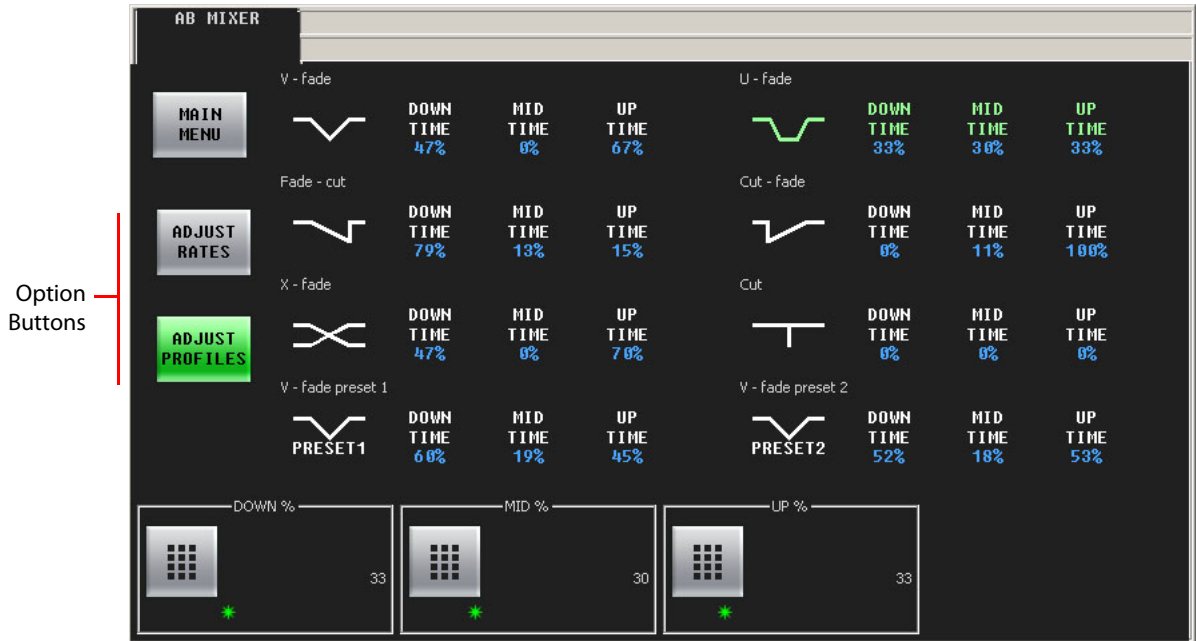 AB MIXER
MAIN
MENU
ADJUST
RATES
ADJUST
PROFILES
Option
Buttons
V - fade
DOWN MID UP
TIME TIME TIME
47% 0% 67%
U - fade
DOWN MID UP
TIME TIME TIME
33% 30% 33%
Fade - cut
DOWN MID UP
TIME TIME TIME
79% 13% 15%
Cut - fade
DOWN MID UP
TIME TIME TIME
0% 11% 100%
X - fade
DOWN MID UP
TIME TIME TIME
47% 0% 70%
Cut
DOWN MID UP
TIME TIME TIME
0% 0% 0%
V - fade preset 1
PRESET1
DOWN MID UP
TIME TIME TIME
60% 19% 45%
V - fade preset 2
PRESET2
DOWN MID UP
TIME TIME TIME
52% 18% 53%
DOWN %
33
MID %
30
UP %
33